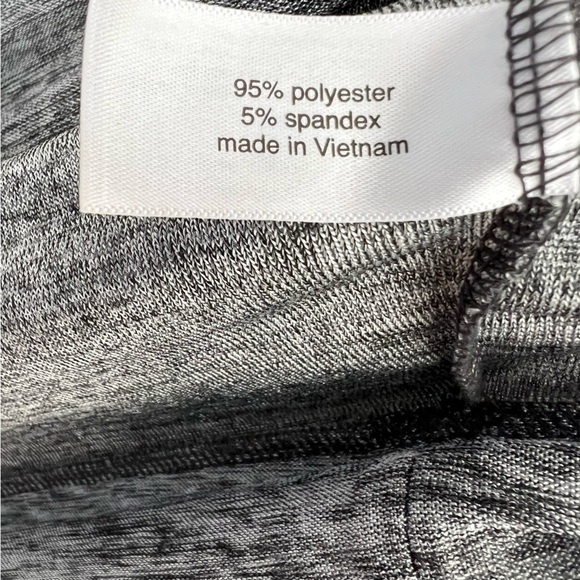 95% polyester
5% spandex
made in Vietnam